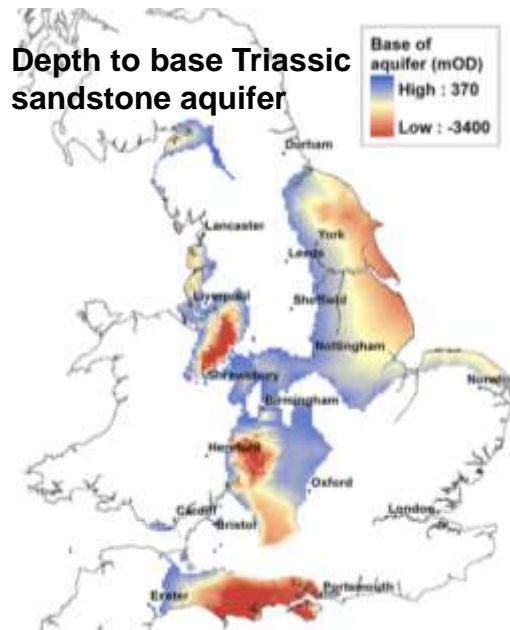 Depth to base Triassic
sandstone aquifer
Base of
aquifer (mOD)
High : 370
Low : -3400
Durham
Lancaster
York
Leeds
Liverpool
Sheffield
Nottingham
Shrewsbury
Norwi
Birmingham
Hereford
Oxford
Cardiff
London
Bristol
Portsmouth
Exeter